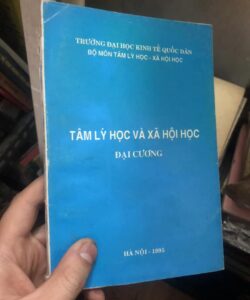 TRƯỜNG ĐẠI HỌC KINH TẾ QUỐC DÂN
BỘ MÔN TÂM LÝ HỌC - XÃ HỘI HỌC
TÂM LÝ HỌC VÀ XÃ HỘI HỌC
ĐẠI CƯƠNG
HÀ NỘI - 1995